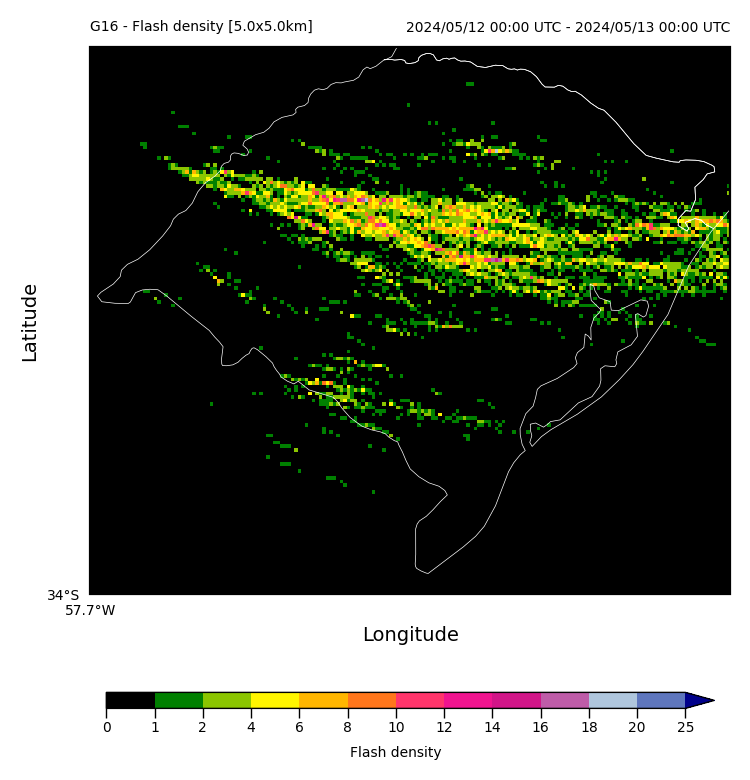 G16 - Flash density [5.0x5.0km] 2024/05/12 00:00 UTC - 2024/05/13 00:00 UTC
Latitude
34°S
57.7°W
Longitude
0 1 2 4 6 8 10 12 14 16 18 20 25
Flash density